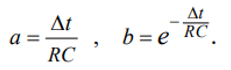 a = Δt / RC , b = e^(−Δt / RC).